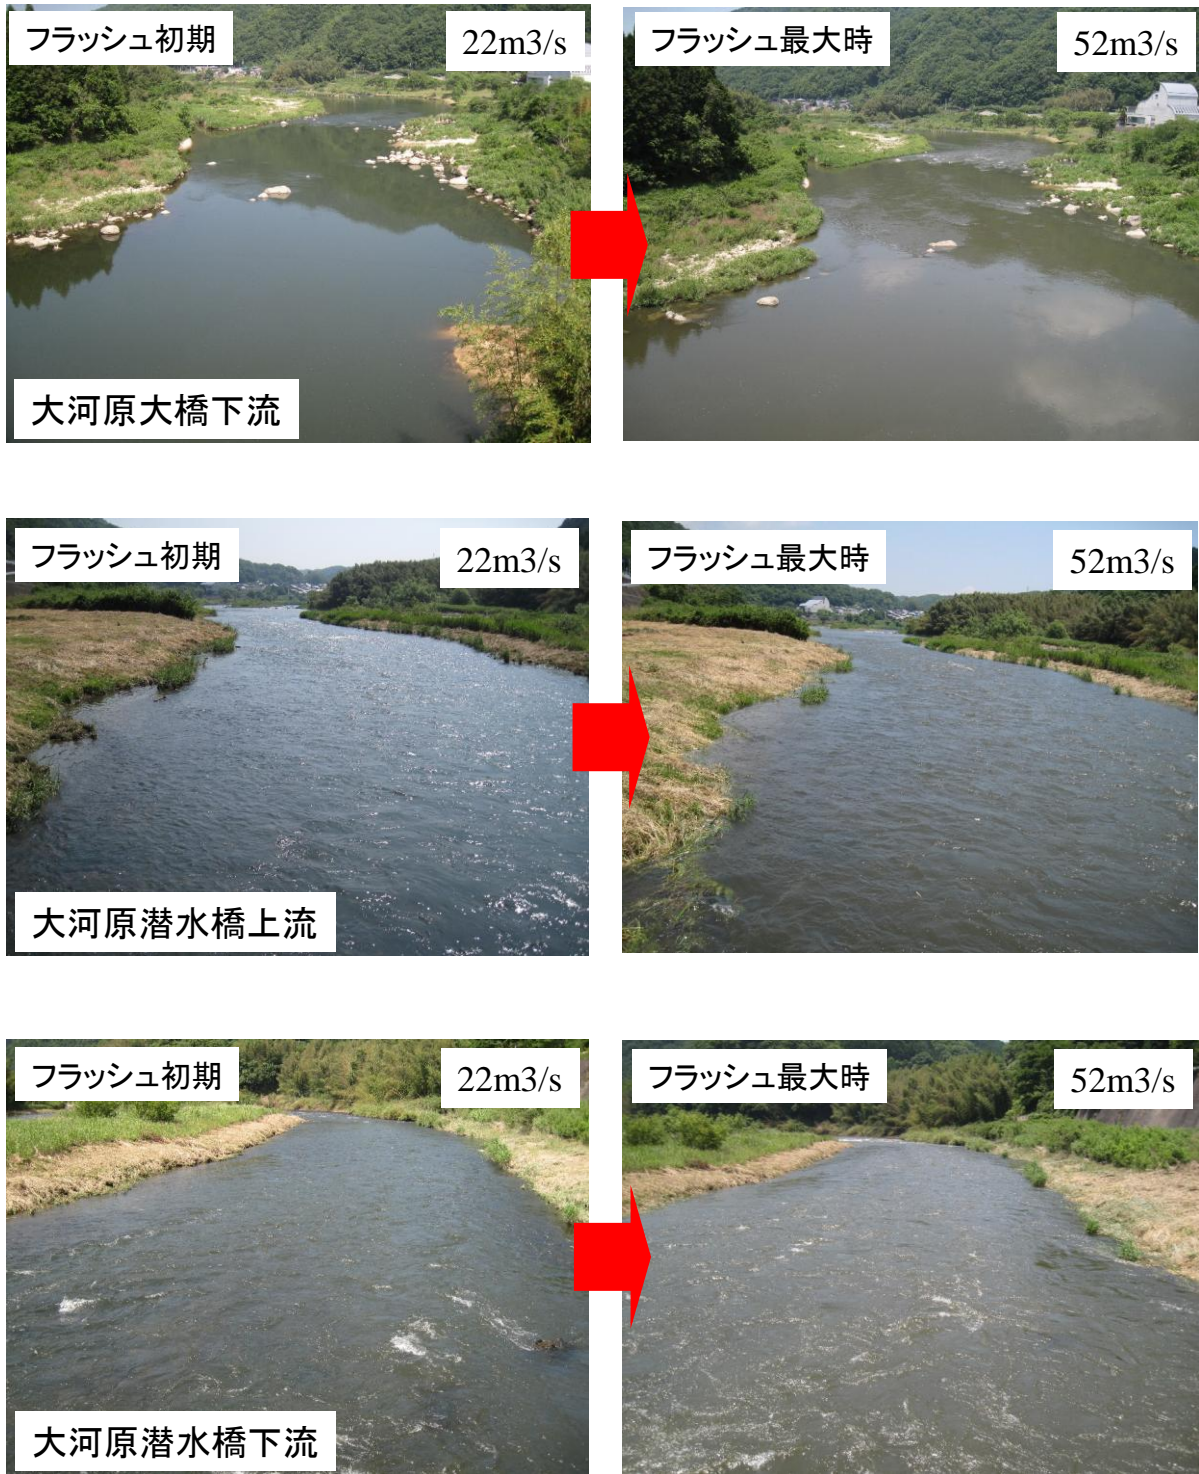 フラッシュ初期
22m3/s
フラッシュ最大時
52m3/s
大河原大橋下流
フラッシュ初期
22m3/s
フラッシュ最大時
52m3/s
大河原潜水橋上流
フラッシュ初期
22m3/s
フラッシュ最大時
52m3/s
大河原潜水橋下流